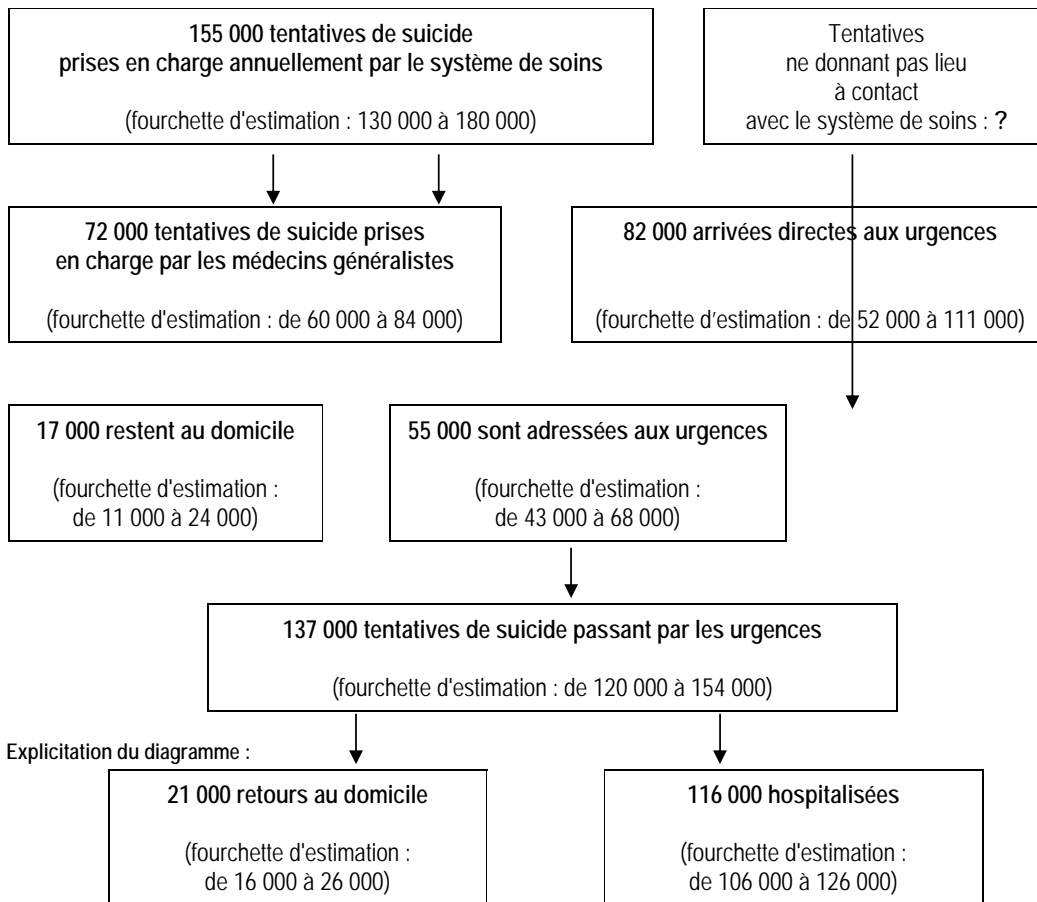 155 000 tentatives de suicide
prises en charge annuellement par le système de soins
(fourchette d'estimation : 130 000 à 180 000)
Tentatives
ne donnant pas lieu
à contact
avec le système de soins : ?
72 000 tentatives de suicide prises
en charge par les médecins généralistes
(fourchette d'estimation : de 60 000 à 84 000)
82 000 arrivées directes aux urgences
(fourchette d'estimation : de 52 000 à 111 000)
17 000 restent au domicile
(fourchette d'estimation :
de 11 000 à 24 000)
55 000 sont adressées aux urgences
(fourchette d'estimation :
de 43 000 à 68 000)
137 000 tentatives de suicide passant par les urgences
(fourchette d'estimation : de 120 000 à 154 000)
Explicitation du diagramme :
21 000 retours au domicile
(fourchette d'estimation :
de 16 000 à 26 000)
116 000 hospitalisées
(fourchette d'estimation :
de 106 000 à 126 000)